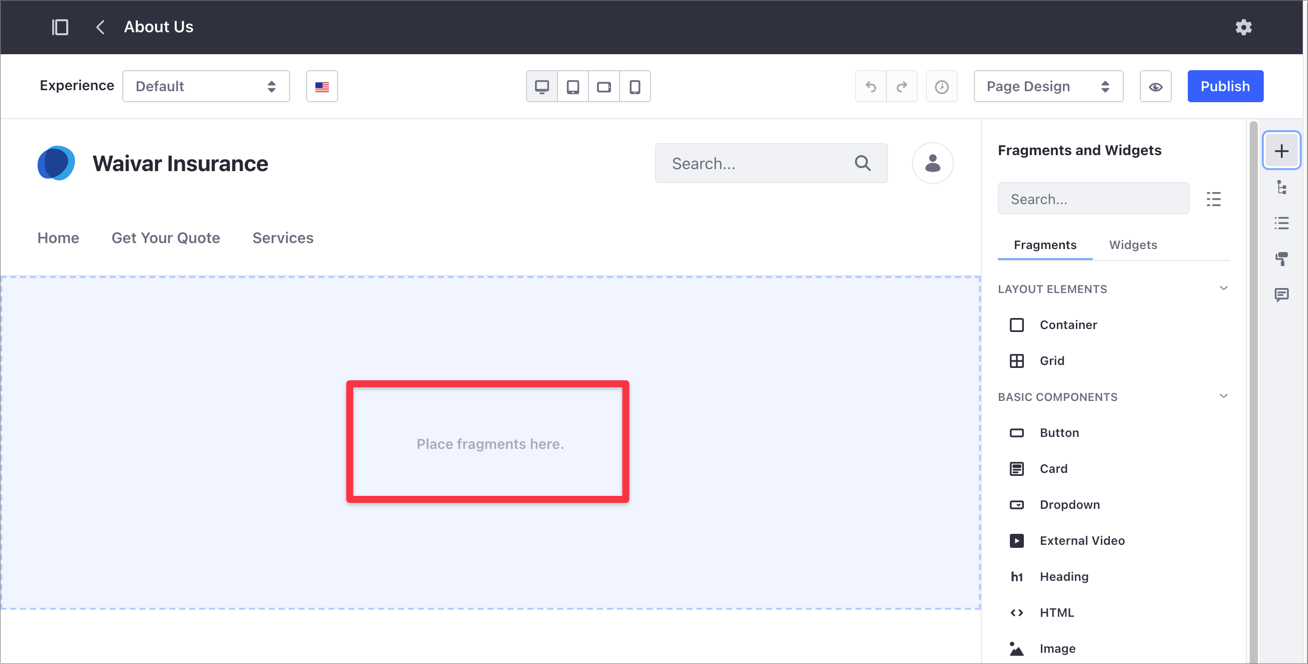 About Us
Experience Default Page Design Publish
Waivar Insurance Search...
Home Get Your Quote Services
Place fragments here.
Fragments and Widgets
Search...
Fragments Widgets
LAYOUT ELEMENTS
Container
Grid
BASIC COMPONENTS
Button
Card
Dropdown
External Video
h1 Heading
HTML
Image